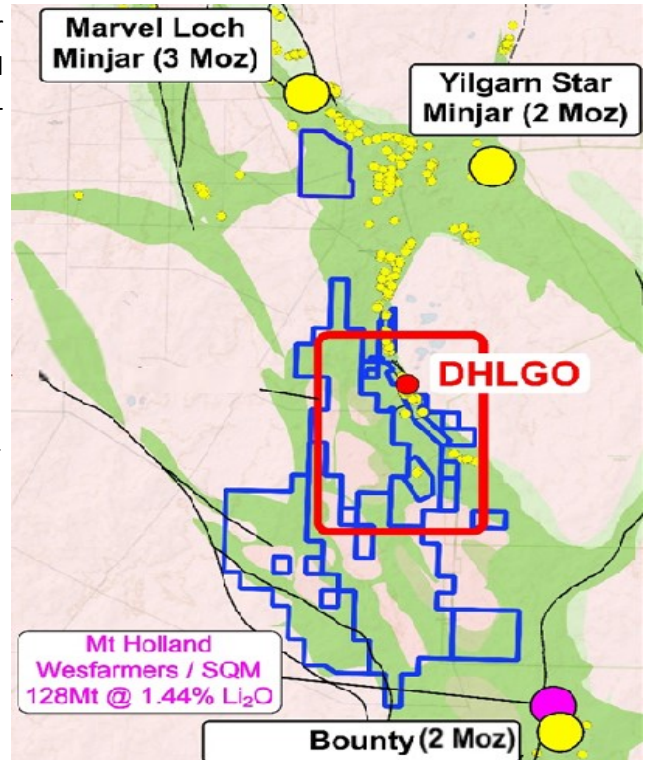 Marvel Loch
Minjar (3 Moz)
Yilgarn Star
Minjar (2 Moz)
DHLGO
Mt Holland
Wesfarmers / SQM
128Mt @ 1.44% Li₂O
Bounty (2 Moz)